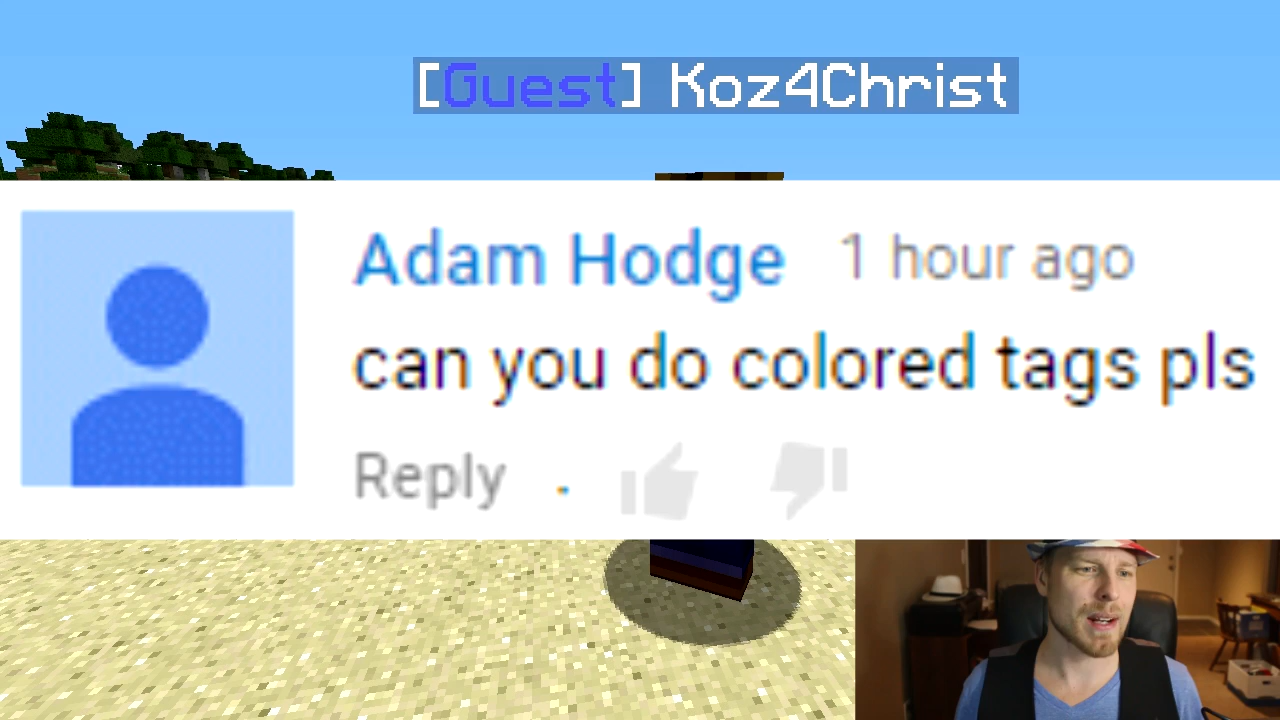 [Guest] Koz4Christ
Adam Hodge 1 hour ago
can you do colored tags pls
Reply .